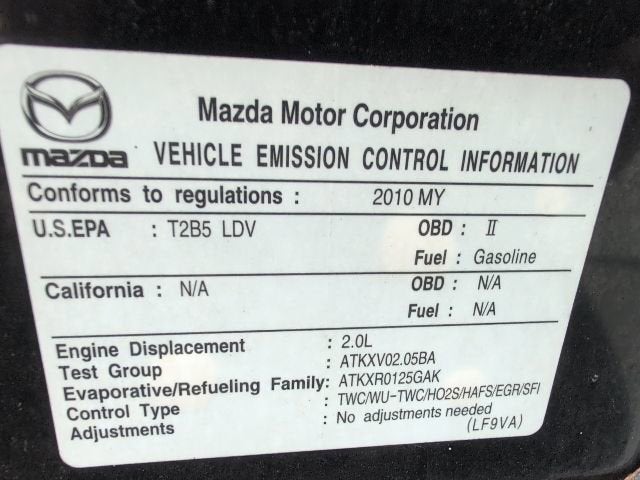 Mazda Motor Corporation
mazda VEHICLE EMISSION CONTROL INFORMATION
Conforms to regulations : 2010 MY
U.S.EPA : T2B5 LDV OBD : II
Fuel : Gasoline
California : N/A OBD : N/A
Fuel : N/A
Engine Displacement : 2.0L
Test Group : ATKXV02.05BA
Evaporative/Refueling Family: ATKXR0125GAK
Control Type : TWC/WU-TWC/HO2S/HAFS/EGR/SFI
Adjustments : No adjustments needed
(LF9VA)